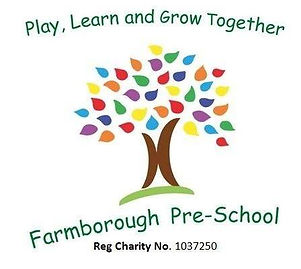 Play, Learn and Grow Together
Farmborough Pre-School
Reg Charity No. 1037250